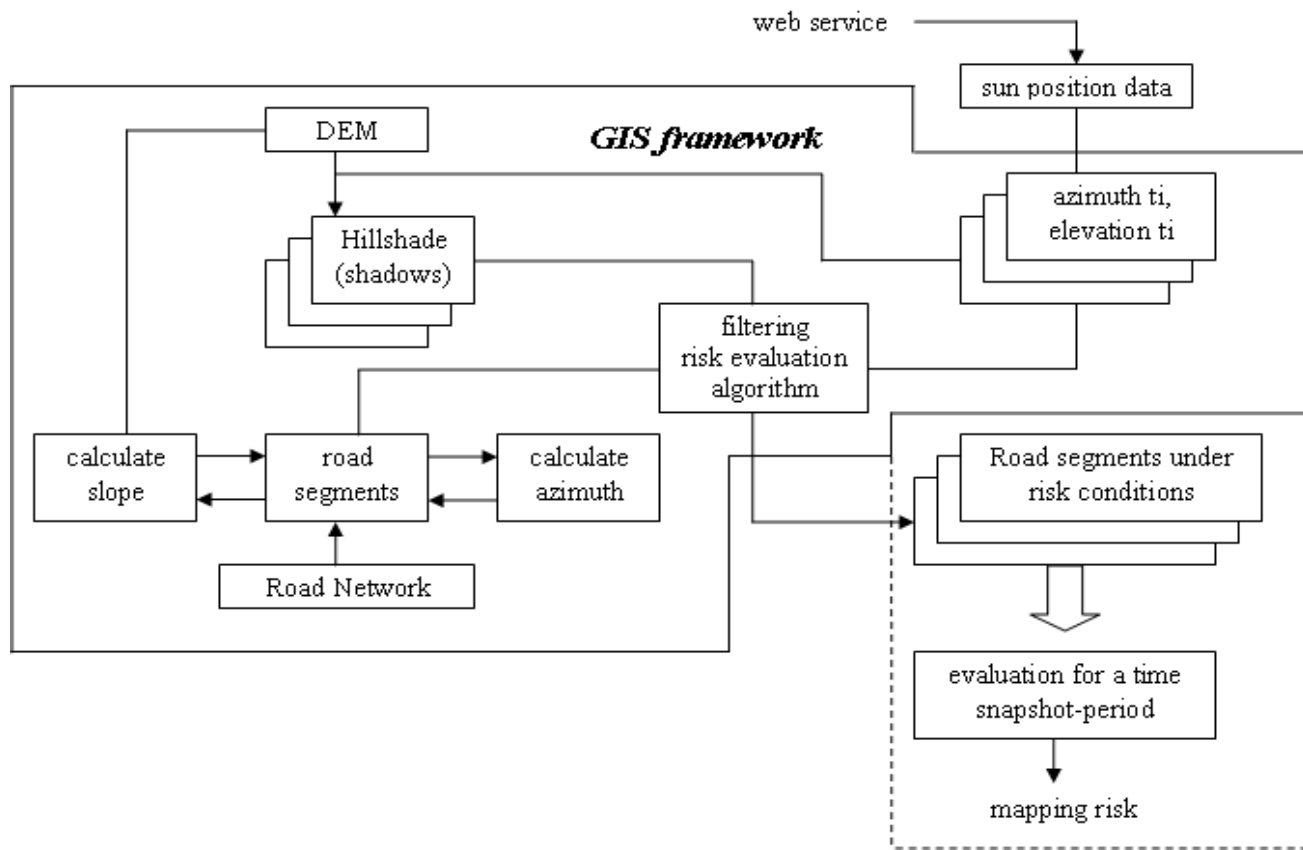 web service
sun position data
DEM
GIS framework
azimuth ti,
elevation ti
Hillshade
(shadows)
filtering
risk evaluation
algorithm
calculate
slope
road
segments
calculate
azimuth
Road Network
Road segments under
risk conditions
evaluation for a time
snapshot-period
mapping risk